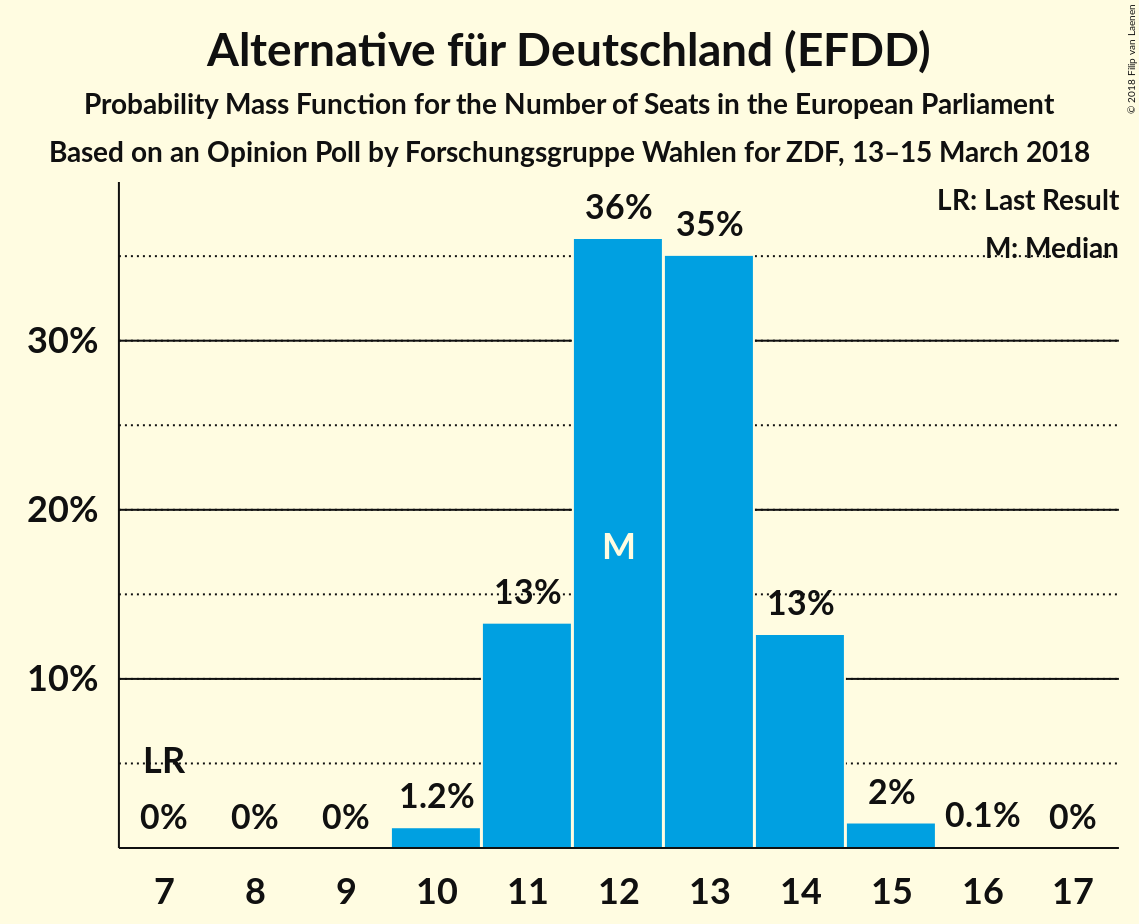 Alternative für Deutschland (EFDD)
Probability Mass Function for the Number of Seats in the European Parliament
Based on an Opinion Poll by Forschungsgruppe Wahlen for ZDF, 13–15 March 2018
© 2018 Filip van Laenen
LR: Last Result
M: Median
36%
35%
30%
20%
M
13%
13%
10%
LR
0%
0%
0%
1.2%
2%
0.1%
0%
7 8 9 10 11 12 13 14 15 16 17